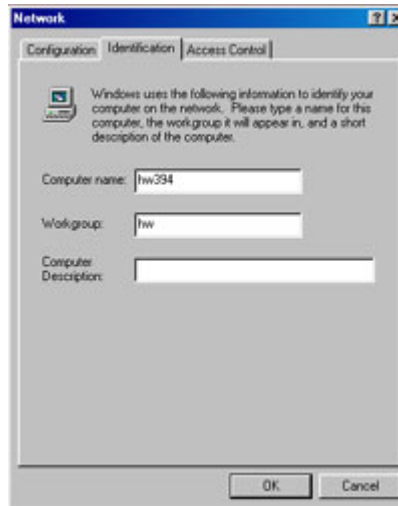 Network
Configuration Identification Access Control
Windows uses the following information to identify your
computer on the network. Please type a name for this
computer, the workgroup it will appear in, and a short
description of the computer.
Computer name: hw394
Workgroup: hw
Computer
Description:
OK Cancel